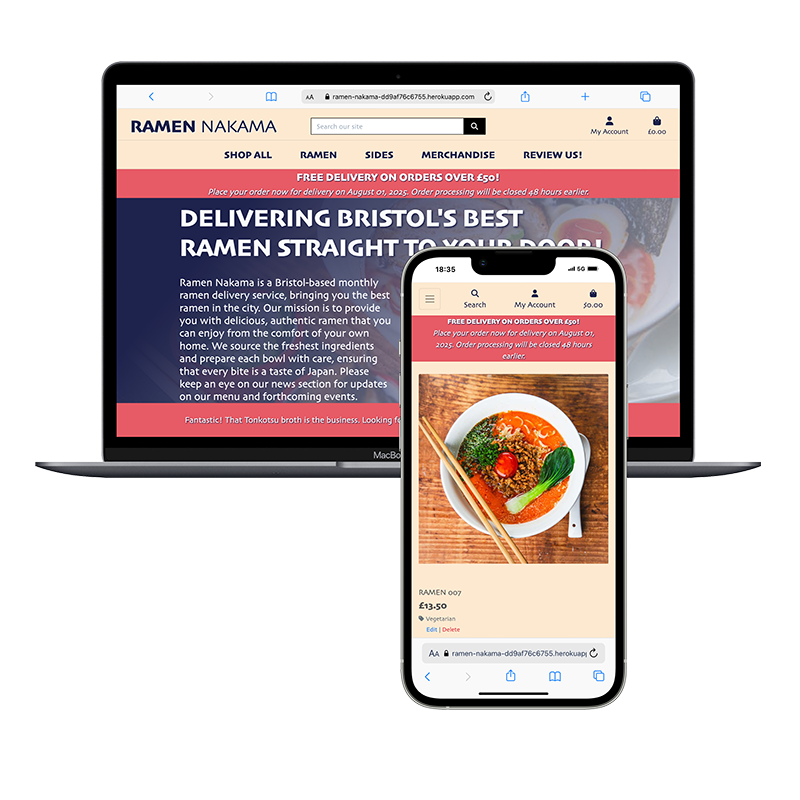 AA ramen-nakama-dd9af76c6755.herokuapp.com
RAMEN NAKAMA
Search our site
My Account
£0.00
SHOP ALL RAMEN SIDES MERCHANDISE REVIEW US!
FREE DELIVERY ON ORDERS OVER £50!
Place your order now for delivery on August 01, 2025. Order processing will be closed 48 hours earlier.
DELIVERING BRISTOL'S BEST
RAMEN STRAIGHT TO YOUR DOOR!
Ramen Nakama is a Bristol-based monthly
ramen delivery service, bringing you the best
ramen in the city. Our mission is to provide
you with delicious, authentic ramen that you
can enjoy from the comfort of your own
home. We source the freshest ingredients
and prepare each bowl with care, ensuring
that every bite is a taste of Japan. Please
keep an eye on our news section for updates
on our menu and forthcoming events.
Fantastic! That Tonkotsu broth is the business. Looking fo
MacBo
18:35
5G
Search
My Account
$0.00
FREE DELIVERY ON ORDERS OVER £50!
Place your order now for delivery on August 01,
2025. Order processing will be closed 48 hours
earlier.
RAMEN 007
£13.50
Vegetarian
Edit | Delete
AA ramen-nakama-dd9af76c6755.herokuapp